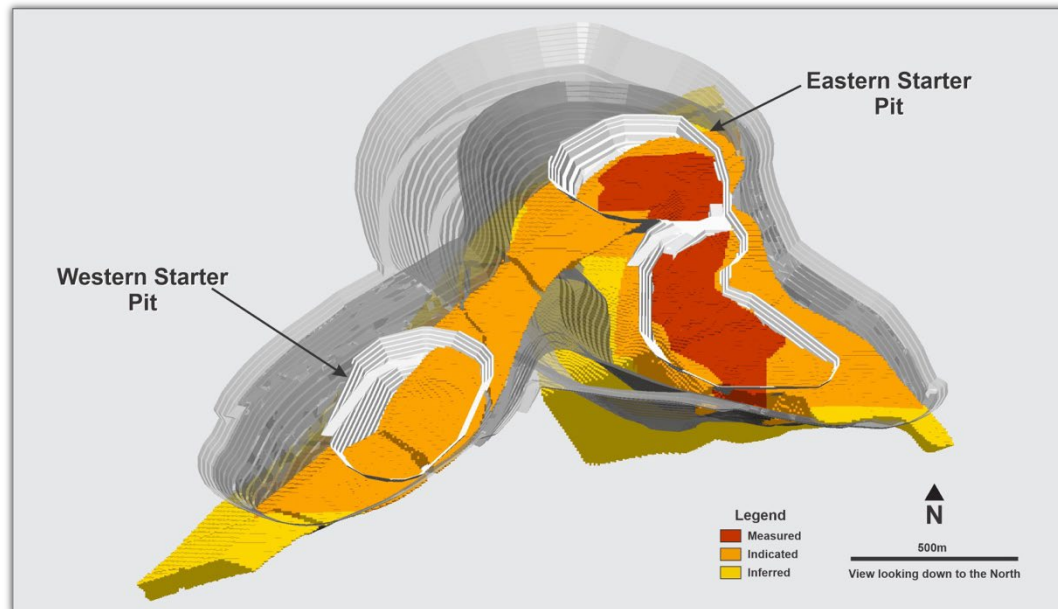 Eastern Starter
Pit
Western Starter
Pit
Legend
Measured
Indicated
Inferred
N
500m
View looking down to the North